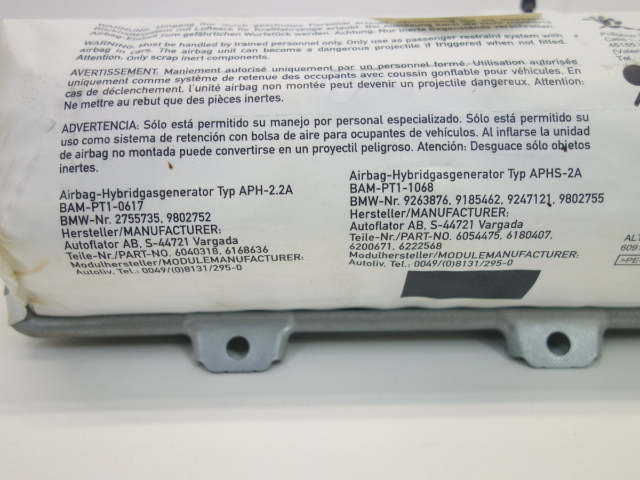 WARNING. Must be handled by trained personnel only. Only use as passenger restraint system with
airbag in cars. The airbag unit can become a dangerous projectile if triggered when not fitted.
Attention. Only scrap inert components.
AVERTISSEMENT. Maniement autorisé uniquement par un personnel formé. Utilisation autorisée
uniquement comme système de retenue des occupants avec coussin gonflable pour véhicules. En
cas de déclenchement, l'unité airbag non montée peut devenir un projectile dangereux. Attention:
Ne mettre au rebut que des pièces inertes.
ADVERTENCIA: Sólo está permitido su manejo por personal especializado. Sólo está permitido su
uso como sistema de retención con bolsa de aire para ocupantes de vehículos. Al inflarse la unidad
de airbag no montada puede convertirse en un proyectil peligroso. Atención: Desguace sólo objetos
inertes.
Airbag-Hybridgasgenerator Typ APH-2.2A
BAM-PT1-0617
BMW-Nr. 2755735, 9802752
Hersteller/MANUFACTURER:
Autoflator AB, S-44721 Vargada
Teile-Nr./PART-NO. 6040318, 6168636
Modulhersteller/MODULEMANUFACTURER:
Autoliv, Tel.: 0049/(0)8131/295-0
Airbag-Hybridgasgenerator Typ APHS-2A
BAM-PT1-1068
BMW-Nr. 9263876, 9185462, 9247121, 9802755
Hersteller/MANUFACTURER:
Autoflator AB, S-44721 Vargada
Teile-Nr./PART-NO. 6054475, 6180407,
6200671, 6222568
Modulhersteller/MODULEMANUFACTURER:
Autoliv, Tel.: 0049/(0)8131/295-0